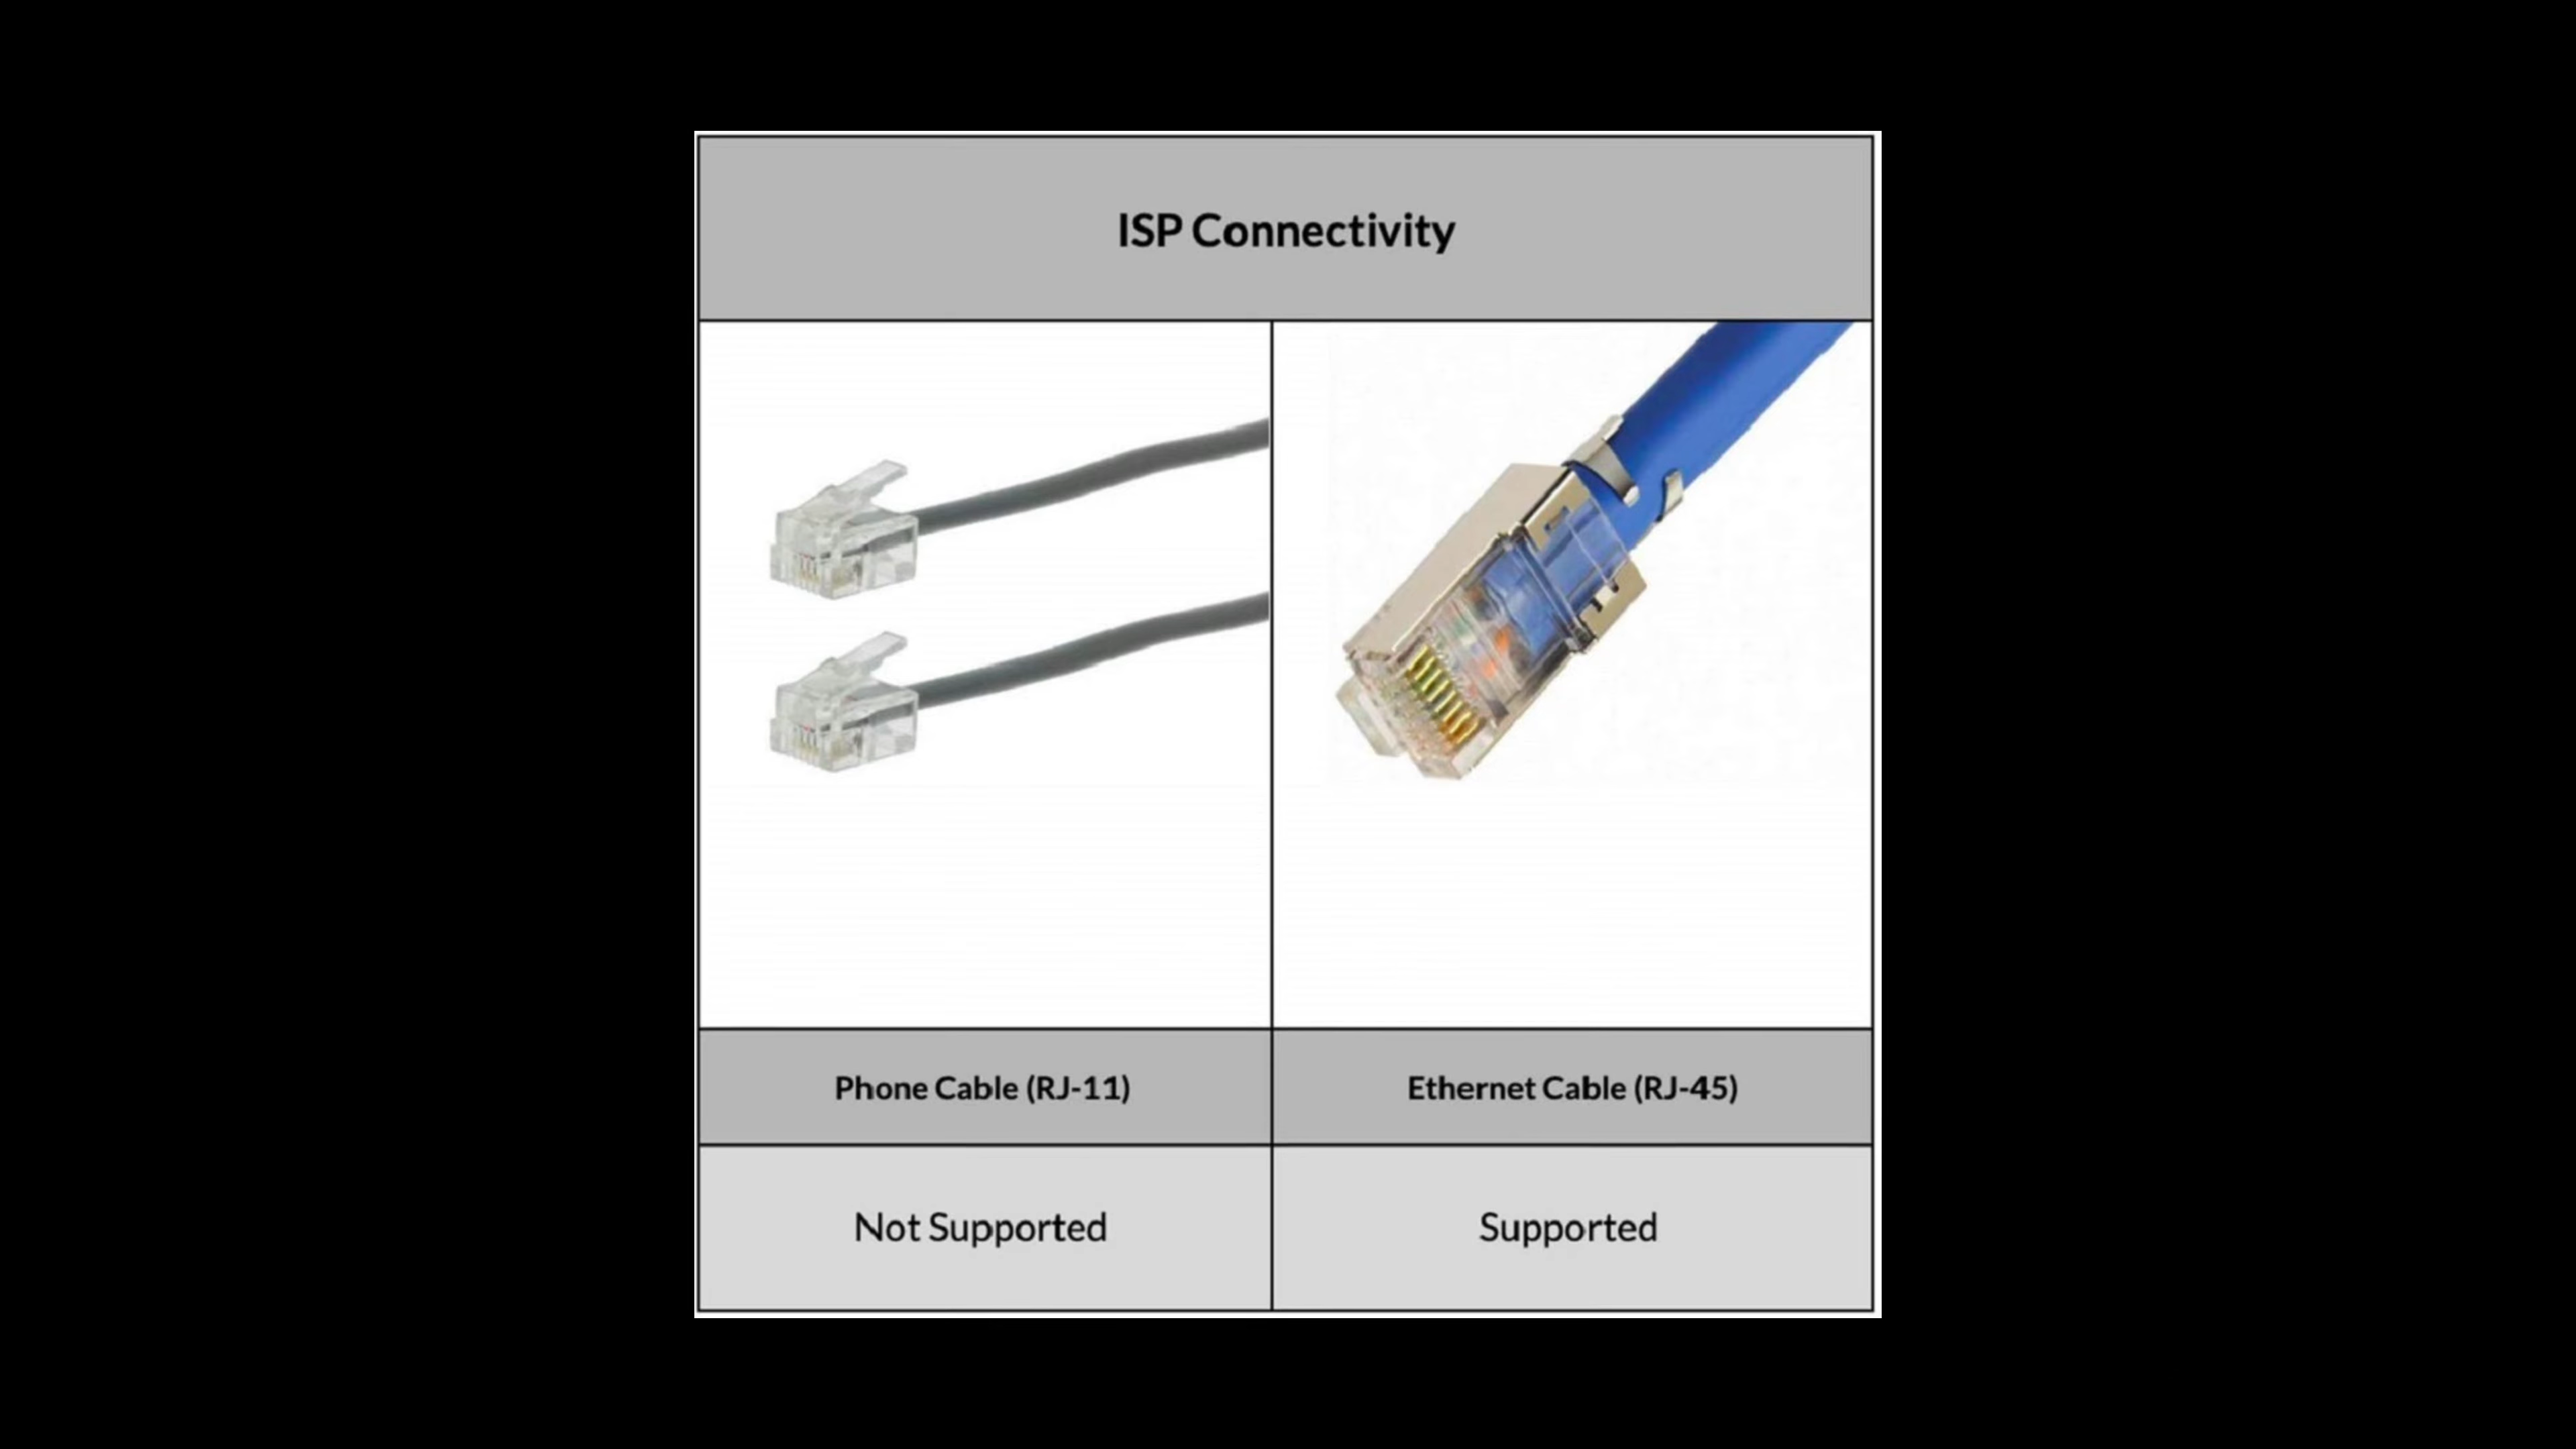 ISP Connectivity
Phone Cable (RJ-11)
Ethernet Cable (RJ-45)
Not Supported
Supported